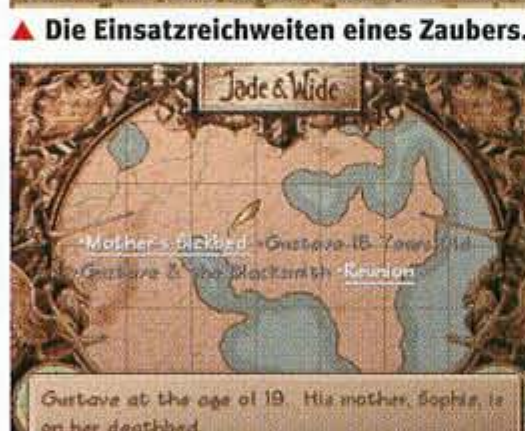 ▲ Die Einsatzreichweiten eines Zaubers.
Jade & Wide
•Mother's Sickbed •Gustave 15 Years Old
•Gustave & the Blacksmith •Reunion
Gustave at the age of 19. His mother, Sophie, is
on her deathbed.